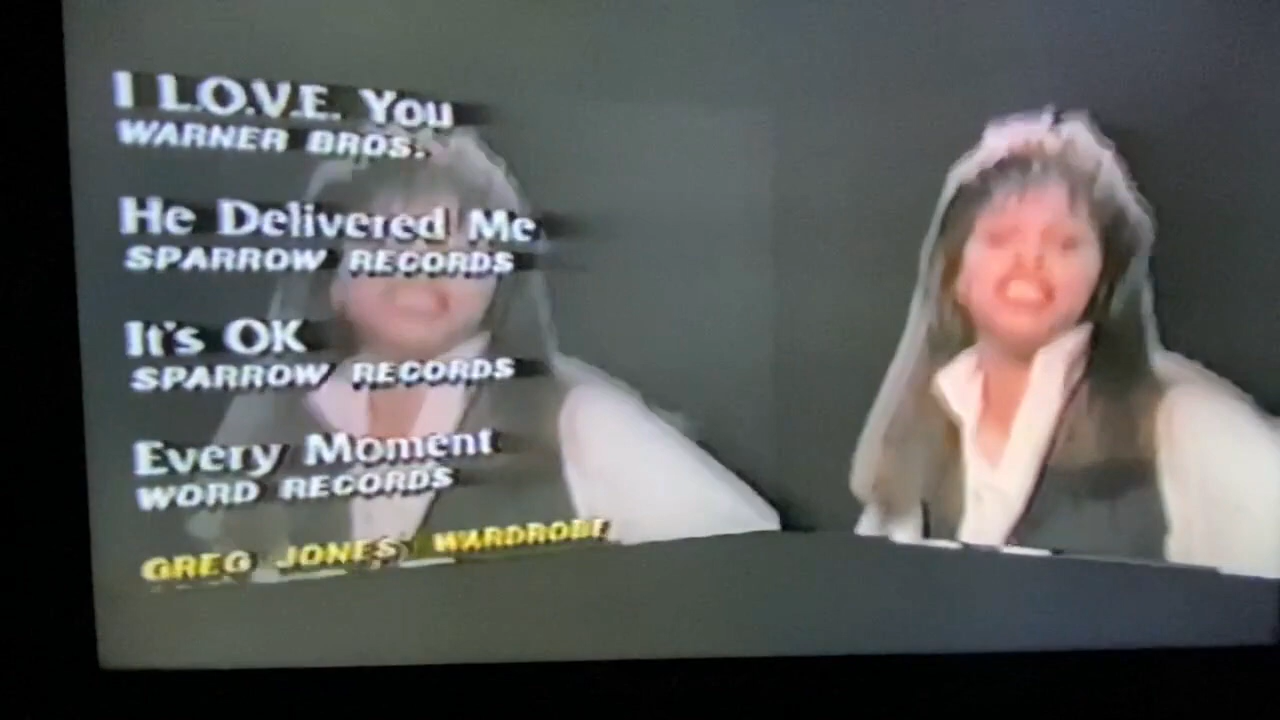 I L.O.V.E. You
WARNER BROS.
He Delivered Me
SPARROW RECORDS
It's OK
SPARROW RECORDS
Every Moment
WORD RECORDS
GREG JONES' WARDROBE